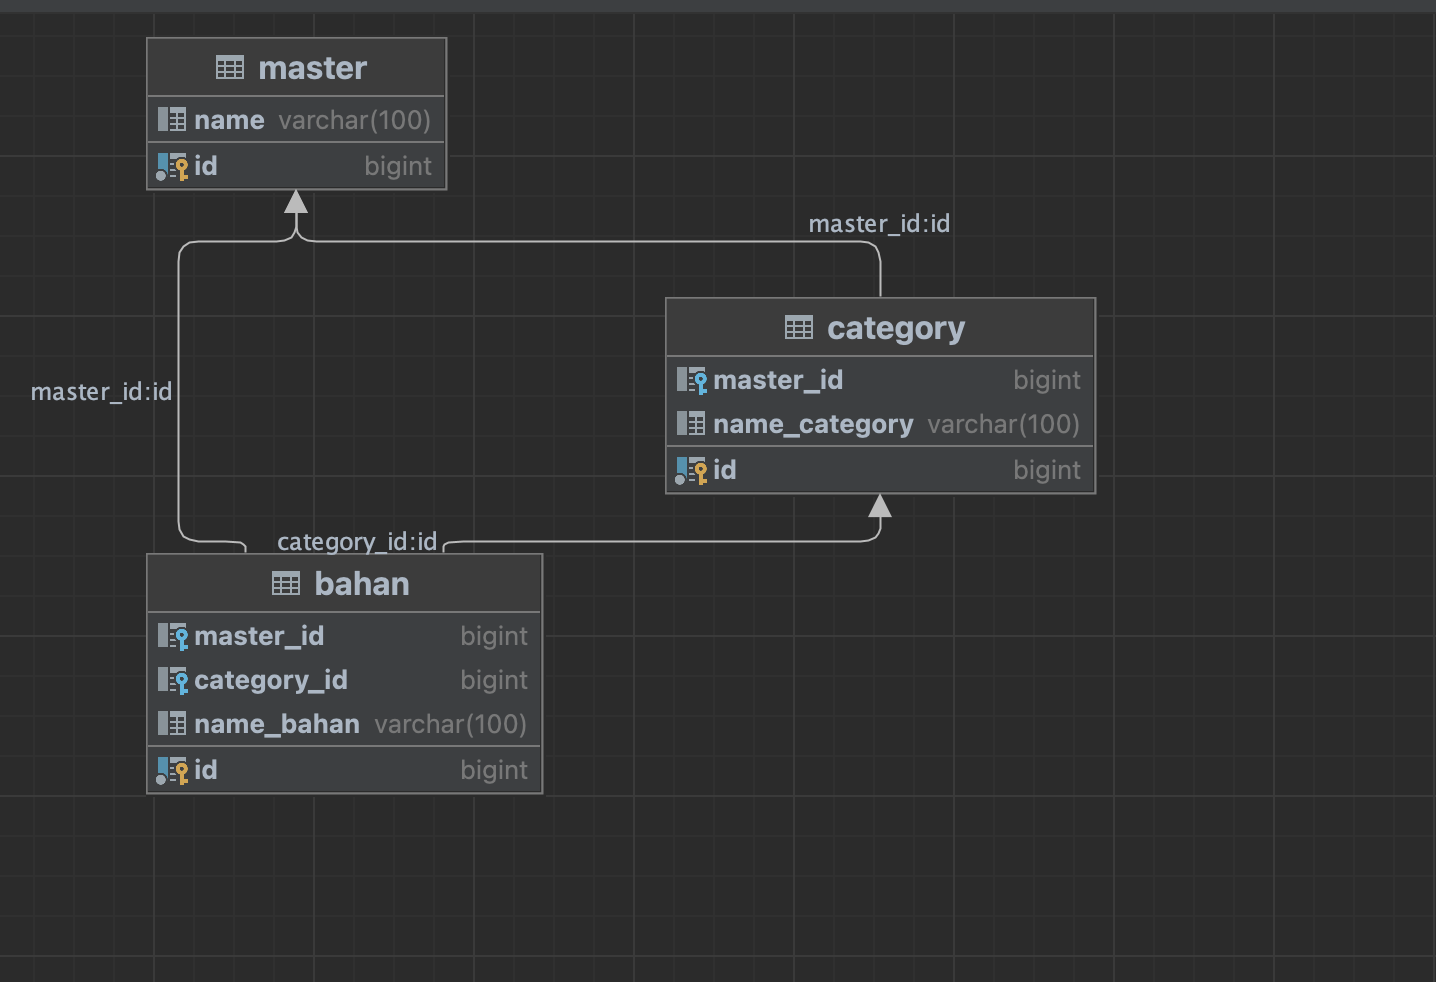 master
name varchar(100)
id bigint
master_id:id
category
master_id bigint
name_category varchar(100)
id bigint
master_id:id
category_id:id
bahan
master_id bigint
category_id bigint
name_bahan varchar(100)
id bigint